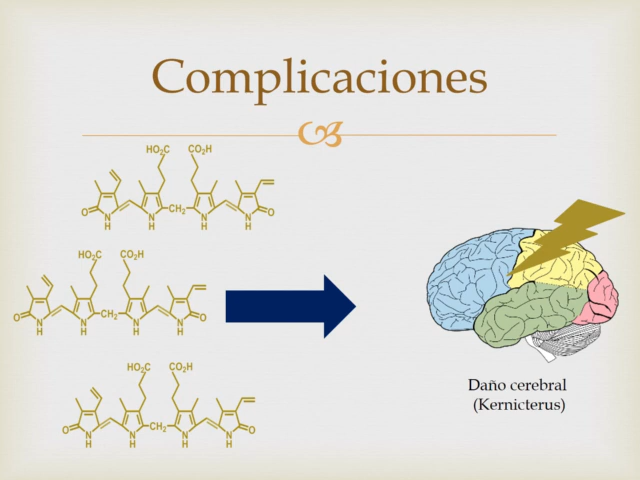 Complicaciones
HO₂C CO₂H
O N H N H CH₂ N H N H O
HO₂C CO₂H
O N H N H CH₂ N H N H O
HO₂C CO₂H
O N H N H CH₂ N H N H O
Daño cerebral
(Kernicterus)